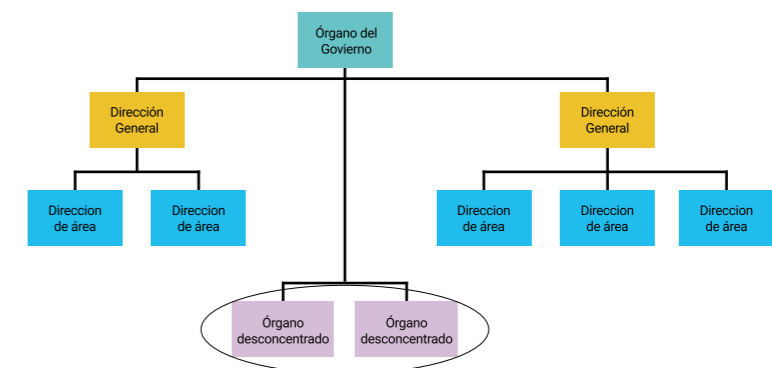 Órgano del
Govierno
Dirección
General
Dirección
General
Direccion
de área
Direccion
de área
Direccion
de área
Direccion
de área
Direccion
de área
Órgano
desconcentrado
Órgano
desconcentrado